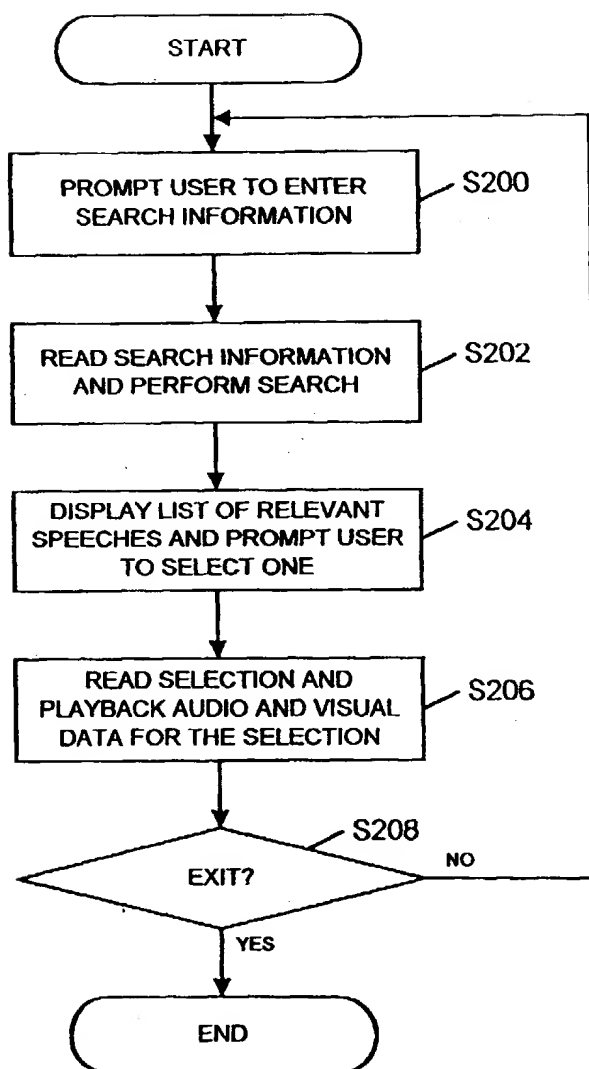 START
PROMPT USER TO ENTER
SEARCH INFORMATION
S200
READ SEARCH INFORMATION
AND PERFORM SEARCH
S202
DISPLAY LIST OF RELEVANT
SPEECHES AND PROMPT USER
TO SELECT ONE
S204
READ SELECTION AND
PLAYBACK AUDIO AND VISUAL
DATA FOR THE SELECTION
S206
S208
EXIT?
NO
YES
END